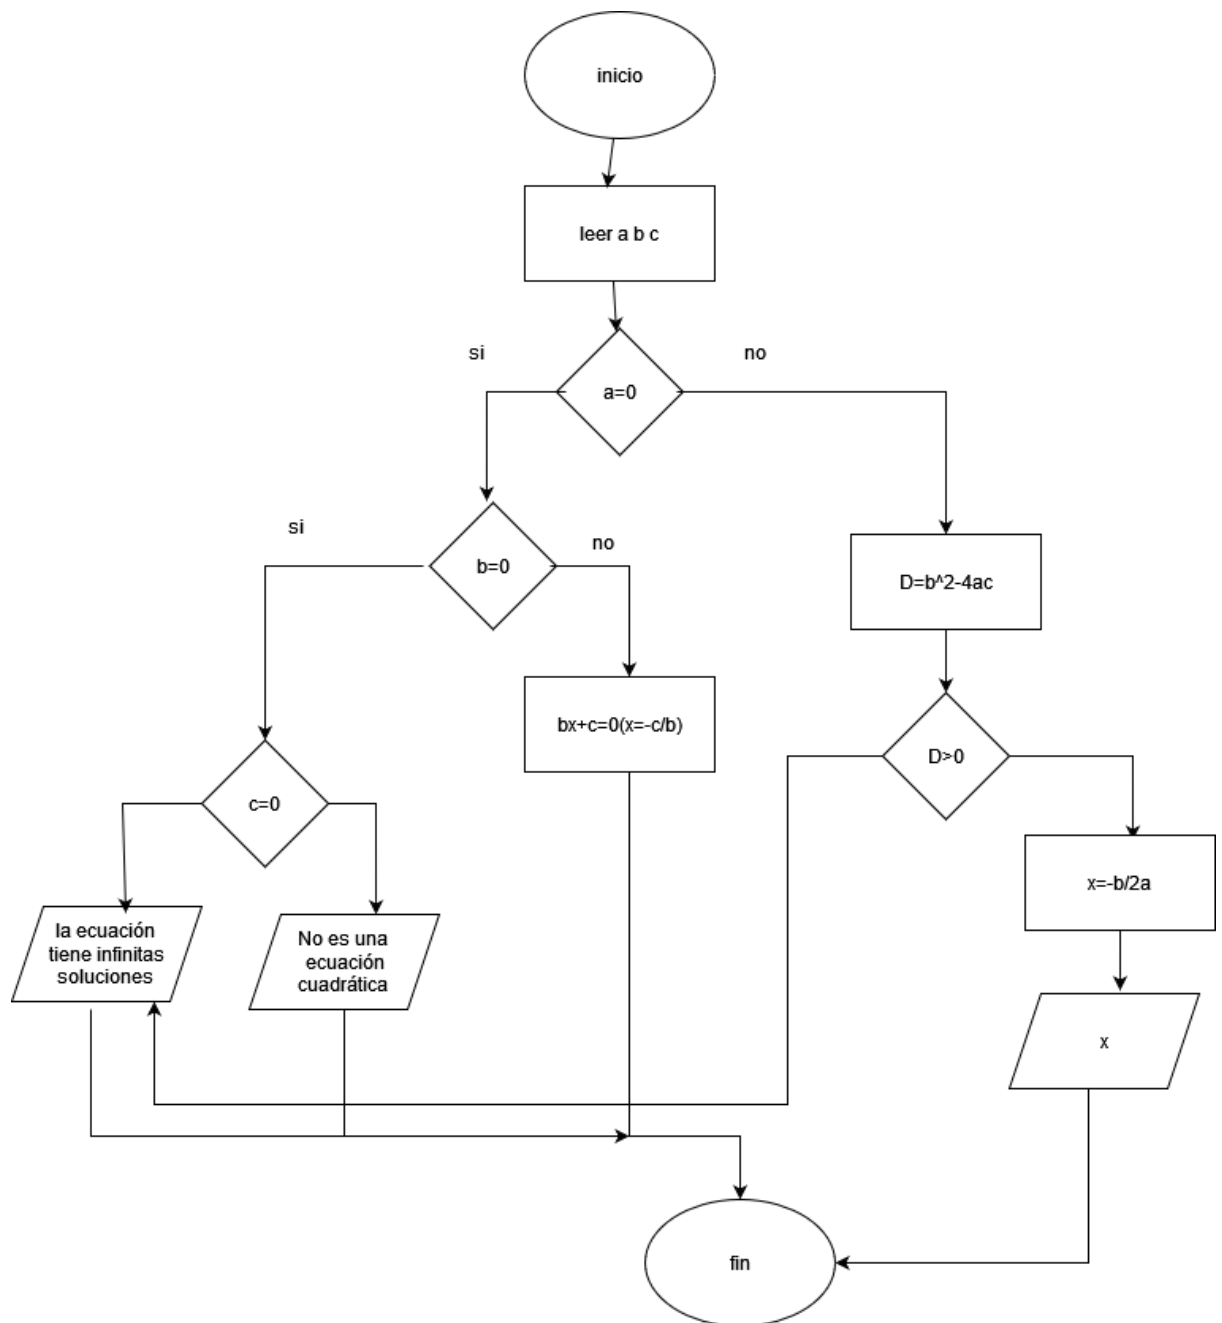 inicio
leer a b c
si
no
a=0
si
no
b=0
D=b^2-4ac
bx+c=0(x=-c/b)
D>0
c=0
x=-b/2a
la ecuación
tiene infinitas
soluciones
No es una
ecuación
cuadrática
x
fin